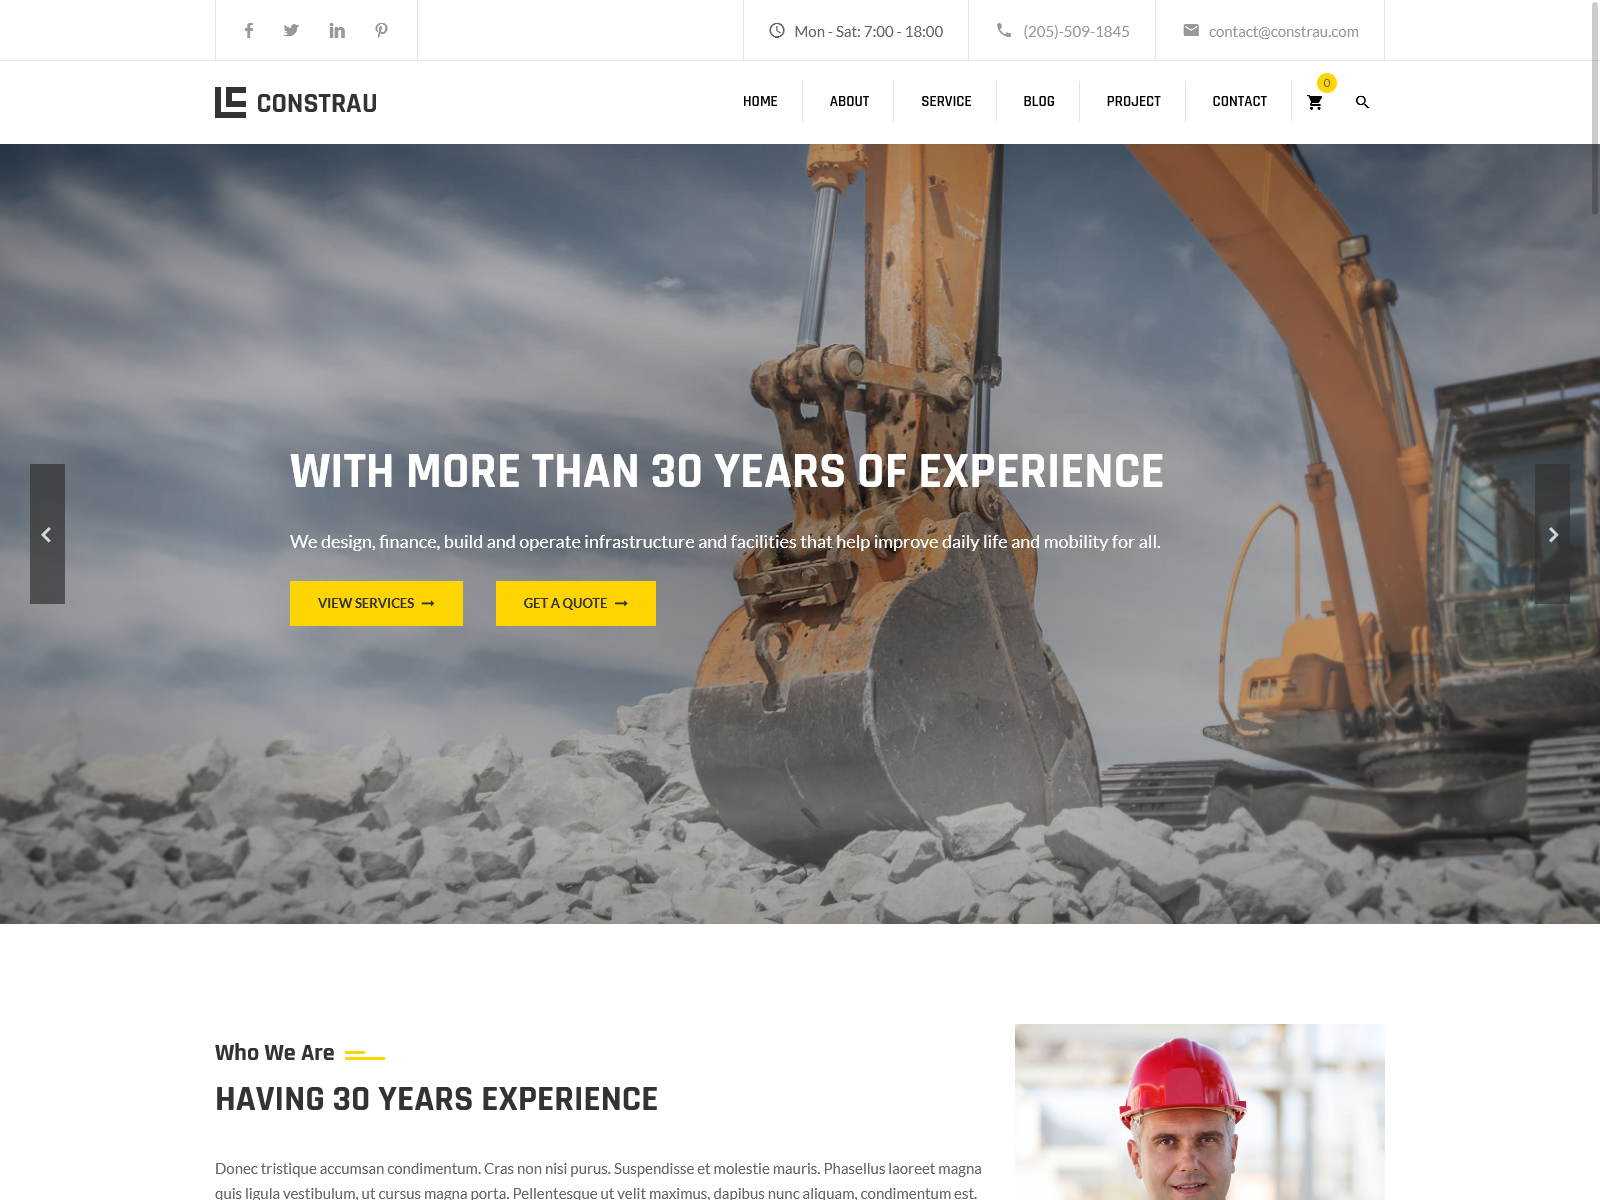 Mon - Sat: 7:00 - 18:00
(205)-509-1845
contact@constrau.com
CONSTRAU
HOME
ABOUT
SERVICE
BLOG
PROJECT
CONTACT
0
WITH MORE THAN 30 YEARS OF EXPERIENCE
We design, finance, build and operate infrastructure and facilities that help improve daily life and mobility for all.
VIEW SERVICES
GET A QUOTE
Who We Are
HAVING 30 YEARS EXPERIENCE
Donec tristique accumsan condimentum. Cras non nisi purus. Suspendisse et molestie mauris. Phasellus laoreet magna
quis ligula vestibulum, ut cursus magna porta. Pellentesque ut velit maximus, dapibus nunc aliquam, condimentum est.